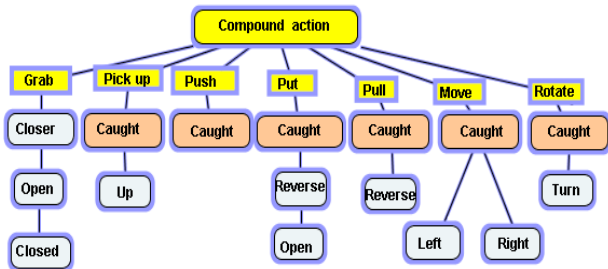 Compound action
Grab
Pick up
Push
Put
Pull
Move
Rotate
Closer
Caught
Caught
Caught
Caught
Caught
Caught
Open
Up
Reverse
Reverse
Turn
Closed
Open
Left
Right